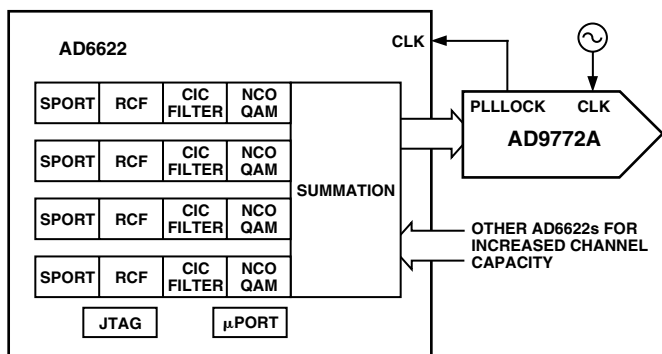 AD6622
CLK
SPORT
RCF
CIC
FILTER
NCO
QAM
SPORT
RCF
CIC
FILTER
NCO
QAM
SPORT
RCF
CIC
FILTER
NCO
QAM
SPORT
RCF
CIC
FILTER
NCO
QAM
SUMMATION
JTAG
μPORT
PLLLOCK
CLK
AD9772A
OTHER AD6622s FOR
INCREASED CHANNEL
CAPACITY